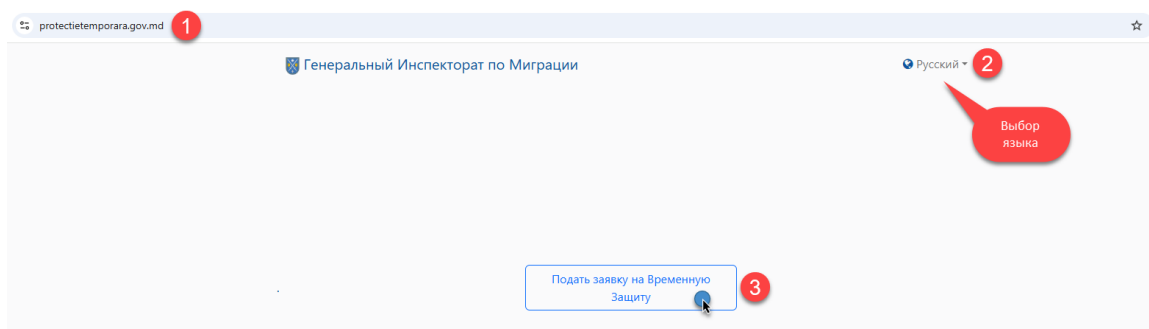 protectietemporara.gov.md 1
Генеральный Инспекторат по Миграции
Русский 2
Выбор
языка
Подать заявку на Временную
Защиту
3
.